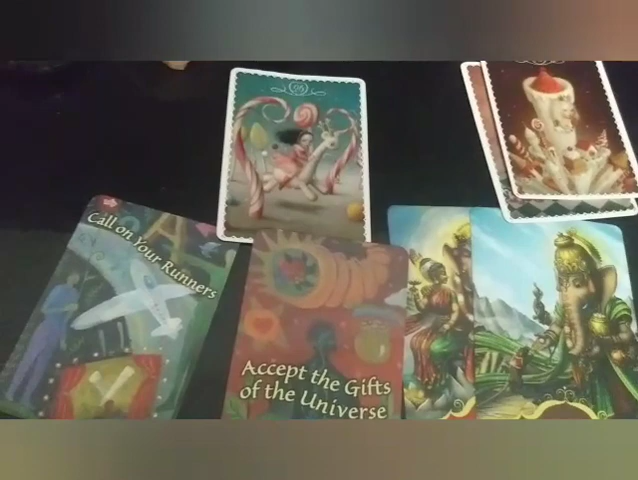 Call on Your Runners
Accept the Gifts
of the Universe